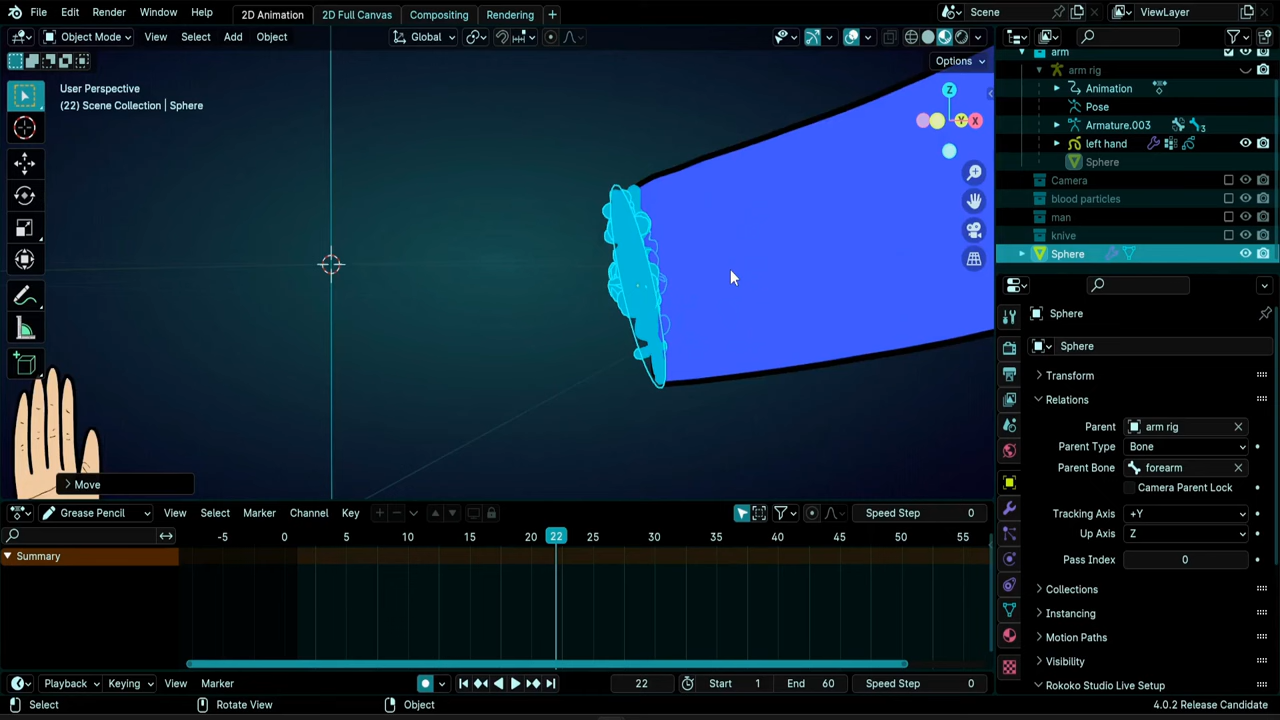 File Edit Render Window Help 2D Animation 2D Full Canvas Compositing Rendering Scene ViewLayer
Object Mode View Select Add Object Global
Options
User Perspective
(22) Scene Collection | Sphere
Z
Y X
Move
arm
arm rig
Animation
Pose
Armature.003 3
left hand
Sphere
Camera
blood particles
man
knive
Sphere
Sphere
Sphere
Transform
Relations
Parent arm rig
Parent Type Bone
Parent Bone forearm
Camera Parent Lock
Tracking Axis +Y
Up Axis Z
Pass Index 0
Collections
Instancing
Motion Paths
Visibility
Rokoko Studio Live Setup
Grease Pencil View Select Marker Channel Key Speed Step 0
-5 0 5 10 15 20 22 25 30 35 40 45 50 55
Summary
Playback Keying View Marker 22 Start 1 End 60 Speed Step 0
Select Rotate View Object 4.0.2 Release Candidate